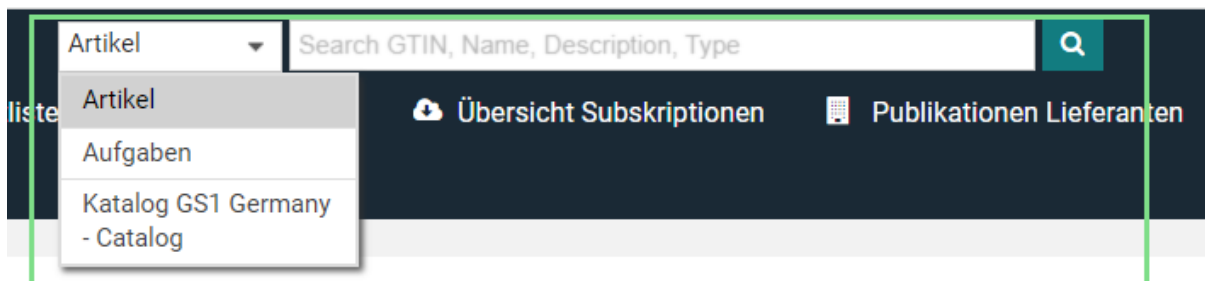 Artikel
Search GTIN, Name, Description, Type
Artikel
Übersicht Subskriptionen
Publikationen Lieferanten
Aufgaben
Katalog GS1 Germany
- Catalog